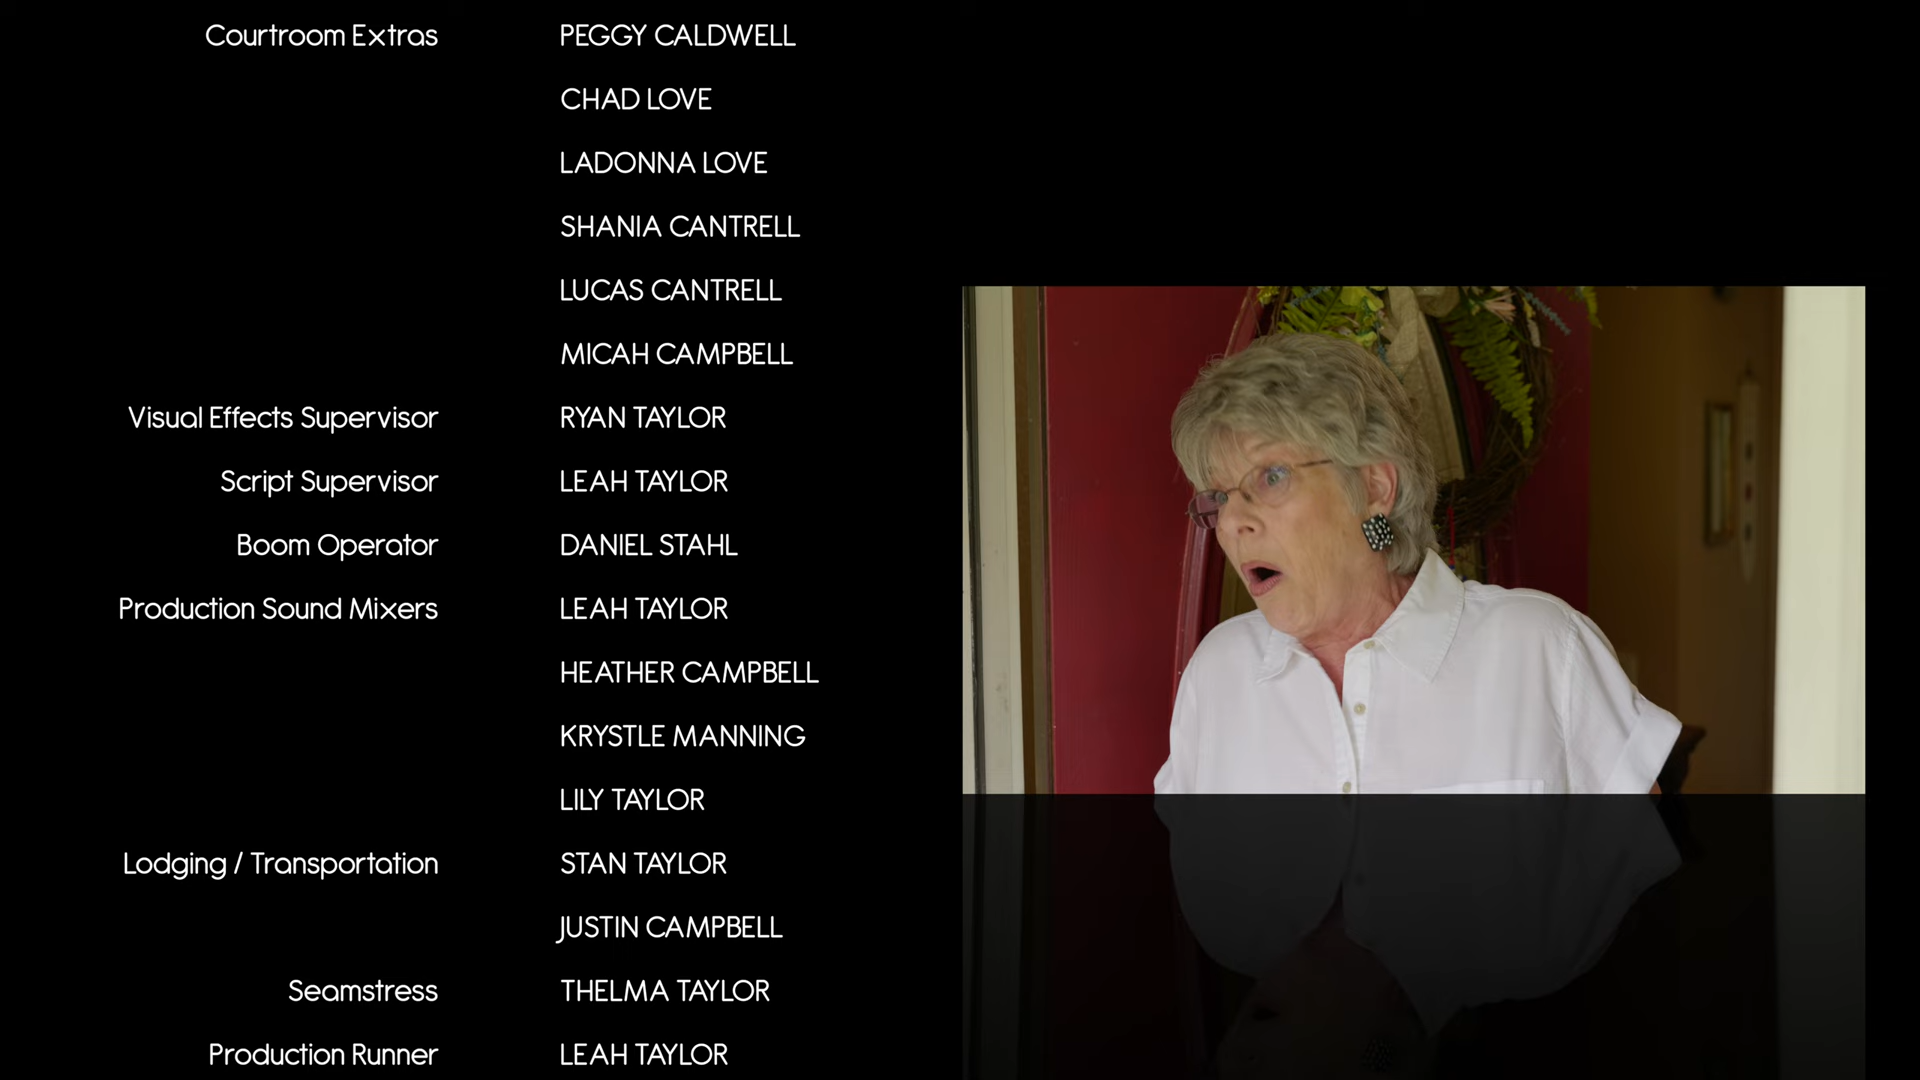 Courtroom Extras PEGGY CALDWELL
CHAD LOVE
LADONNA LOVE
SHANIA CANTRELL
LUCAS CANTRELL
MICAH CAMPBELL
Visual Effects Supervisor RYAN TAYLOR
Script Supervisor LEAH TAYLOR
Boom Operator DANIEL STAHL
Production Sound Mixers LEAH TAYLOR
HEATHER CAMPBELL
KRYSTLE MANNING
LILY TAYLOR
Lodging / Transportation STAN TAYLOR
JUSTIN CAMPBELL
Seamstress THELMA TAYLOR
Production Runner LEAH TAYLOR